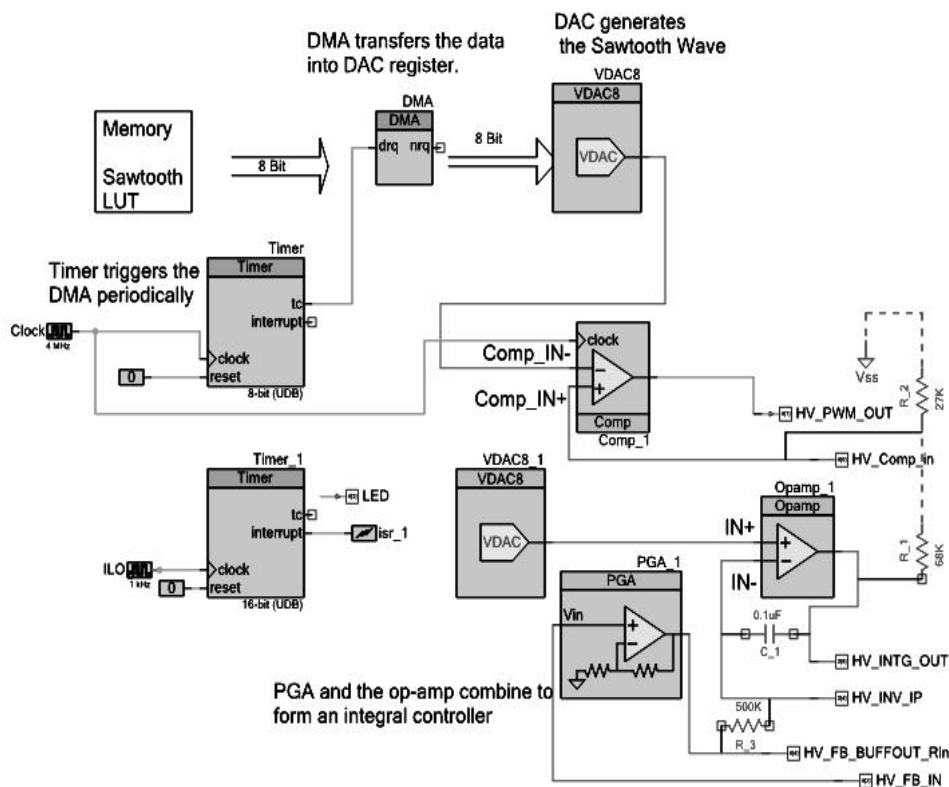 DAC generates
the Sawtooth Wave
DMA transfers the data
into DAC register.
VDAC8
VDAC8
DMA
DMA
drq nrq
8 Bit
VDAC
Memory
Sawtooth
LUT
8 Bit
Timer
Timer
Timer triggers the
DMA periodically
tc
interrupt
Clock
4 MHz
clock
0
reset
8-bit (UDB)
clock
Comp_IN-
Comp_IN+
Comp
Comp_1
Vss
R_2
27K
HV_PWM_OUT
HV_Comp_in
Timer_1
Timer
LED
tc
interrupt
isr_1
ILO
1 kHz
clock
0
reset
16-bit (UDB)
VDAC8_1
VDAC8
VDAC
Opamp_1
Opamp
IN+
IN-
R_1
68K
PGA_1
PGA
Vin
0.1uF
C_1
HV_INTG_OUT
PGA and the op-amp combine to
form an integral controller
500K
R_3
HV_INV_IP
HV_FB_BUFFOUT_RIn
HV_FB_IN